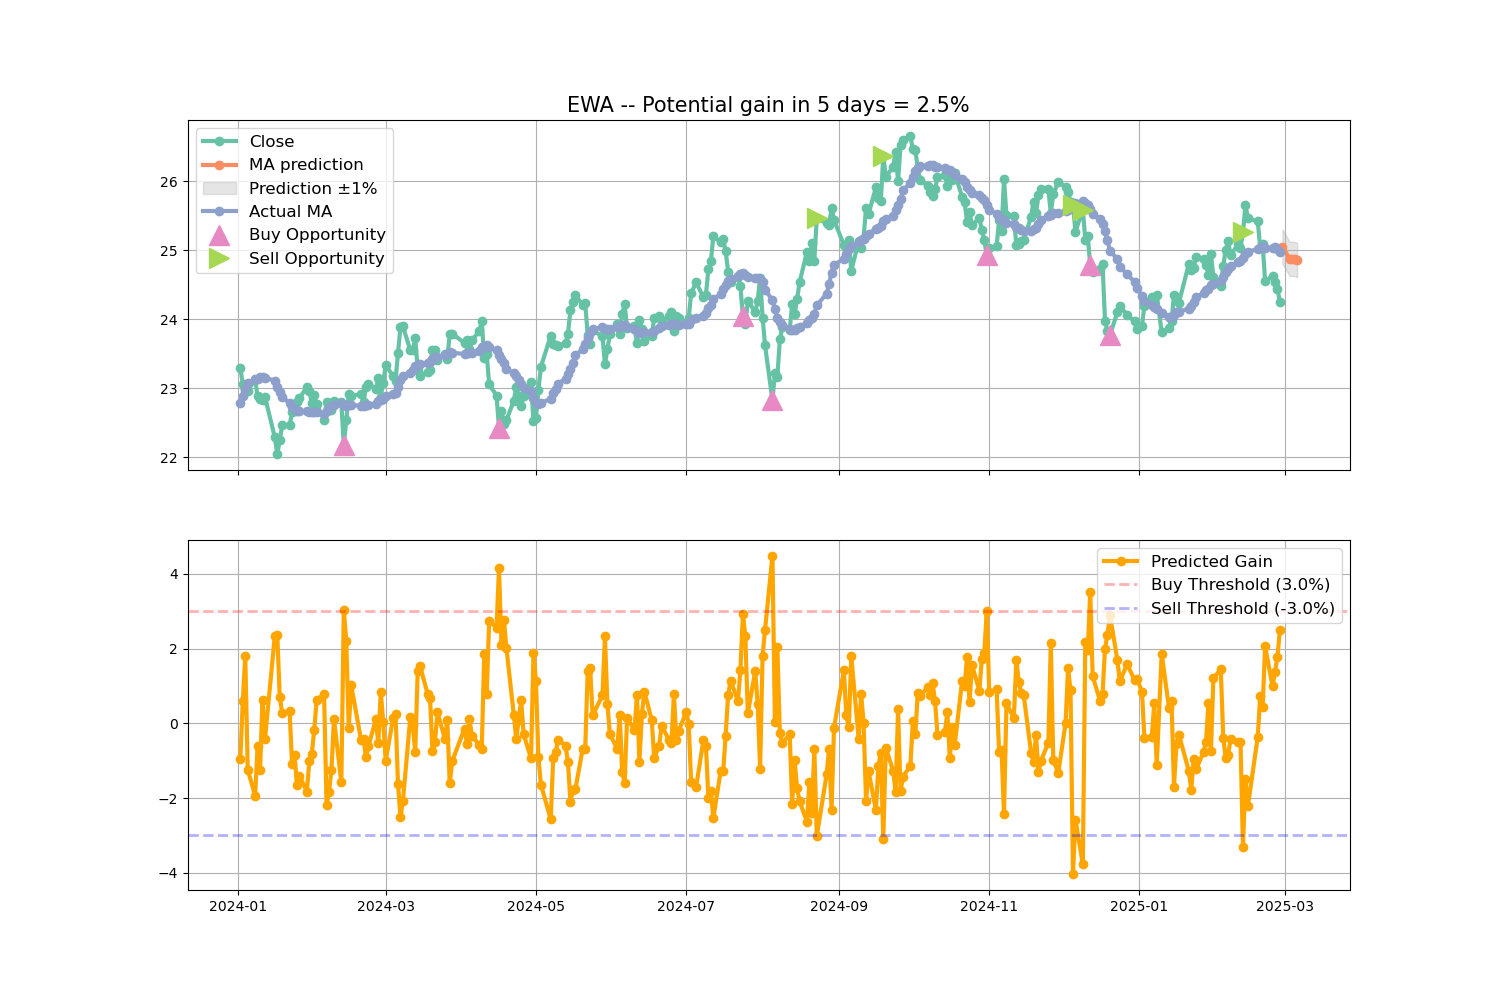 EWA -- Potential gain in 5 days = 2.5%
Close
MA prediction
Prediction ±1%
Actual MA
Buy Opportunity
Sell Opportunity
26
25
24
23
22
Predicted Gain
Buy Threshold (3.0%)
Sell Threshold (-3.0%)
4
2
0
−2
−4
2024-01 2024-03 2024-05 2024-07 2024-09 2024-11 2025-01 2025-03